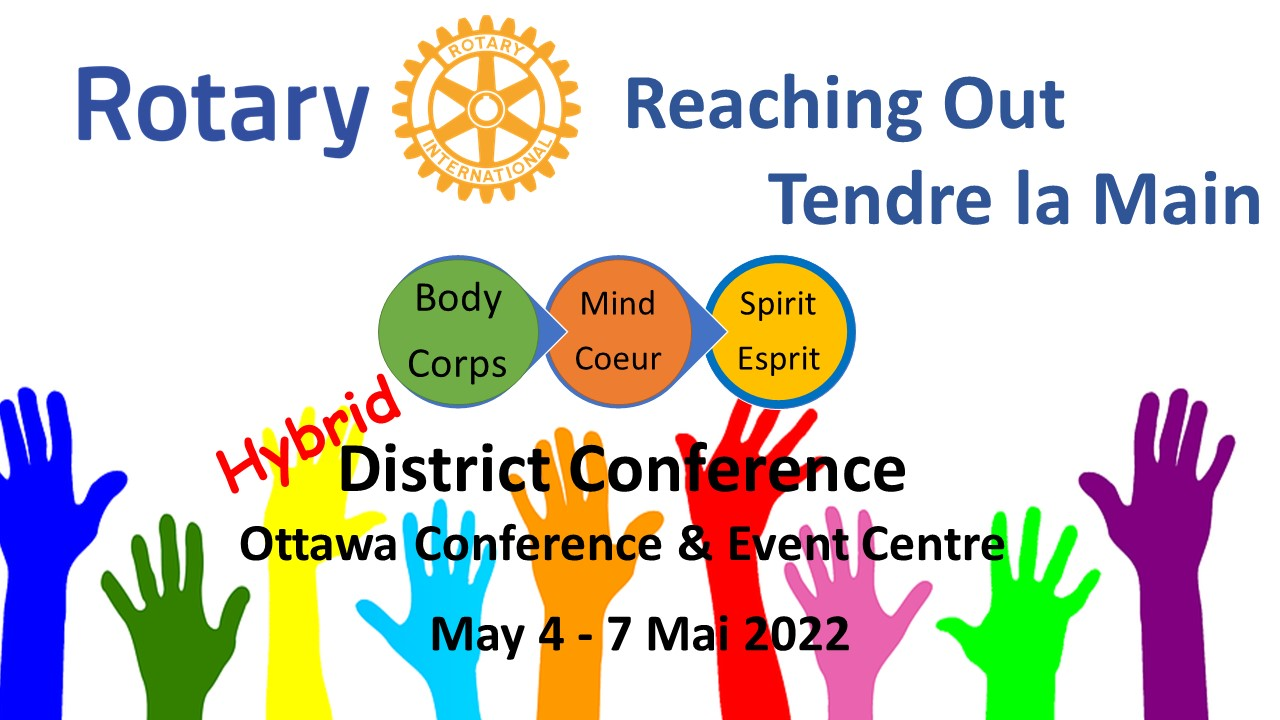 Rotary
ROTARY
INTERNATIONAL
Reaching Out
Tendre la Main
Body
Corps
Mind
Coeur
Spirit
Esprit
Hybrid
District Conference
Ottawa Conference & Event Centre
May 4 - 7 Mai 2022